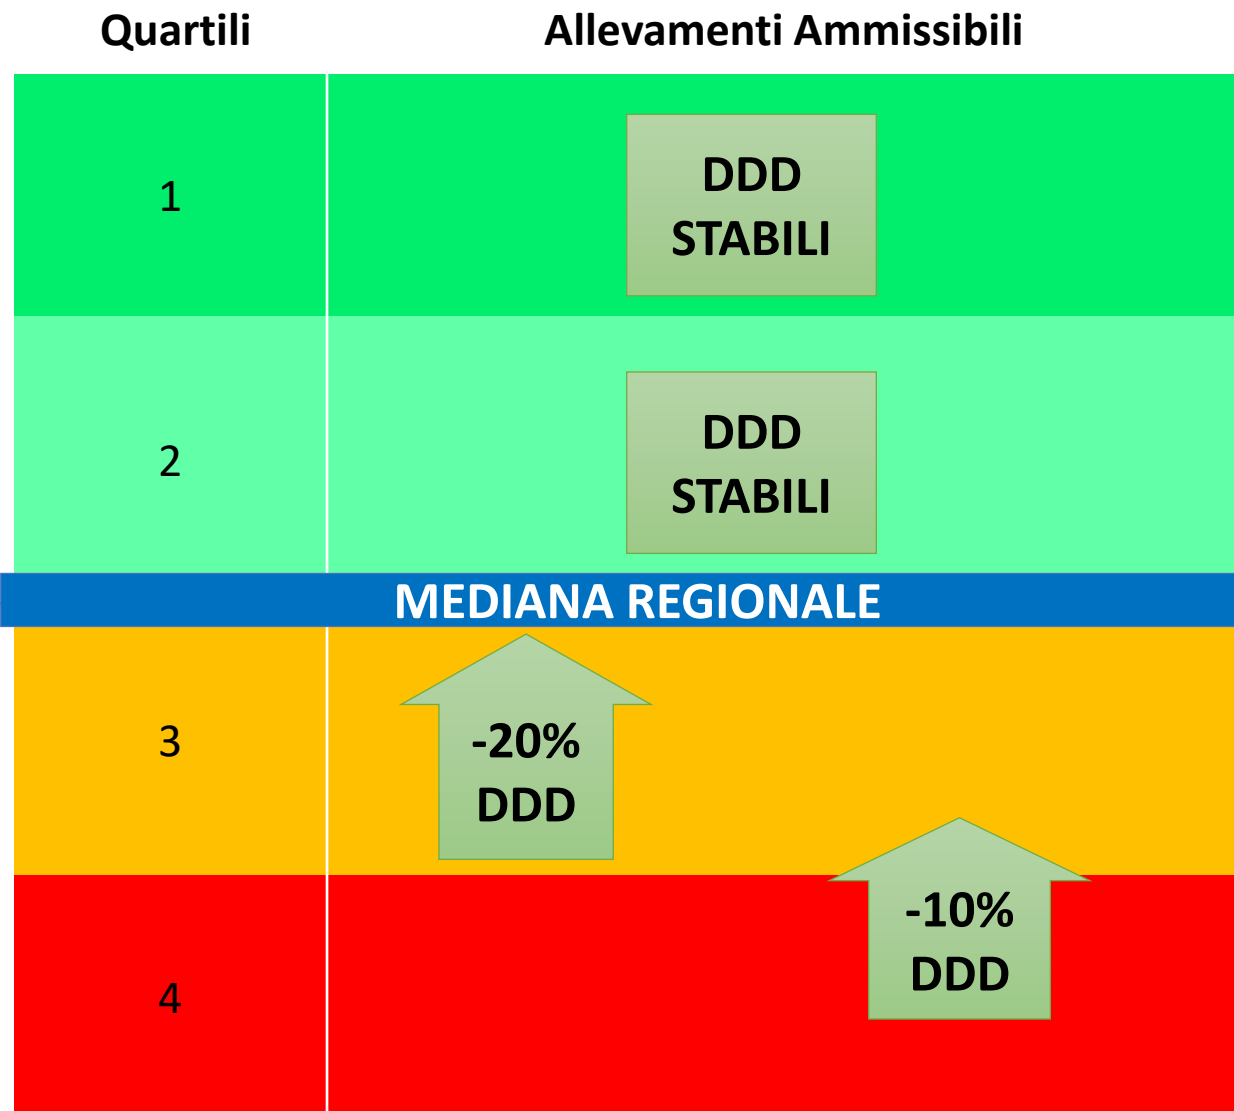 Quartili Allevamenti Ammissibili
1
DDD
STABILI
2
DDD
STABILI
MEDIANA REGIONALE
3
-20%
DDD
4
-10%
DDD